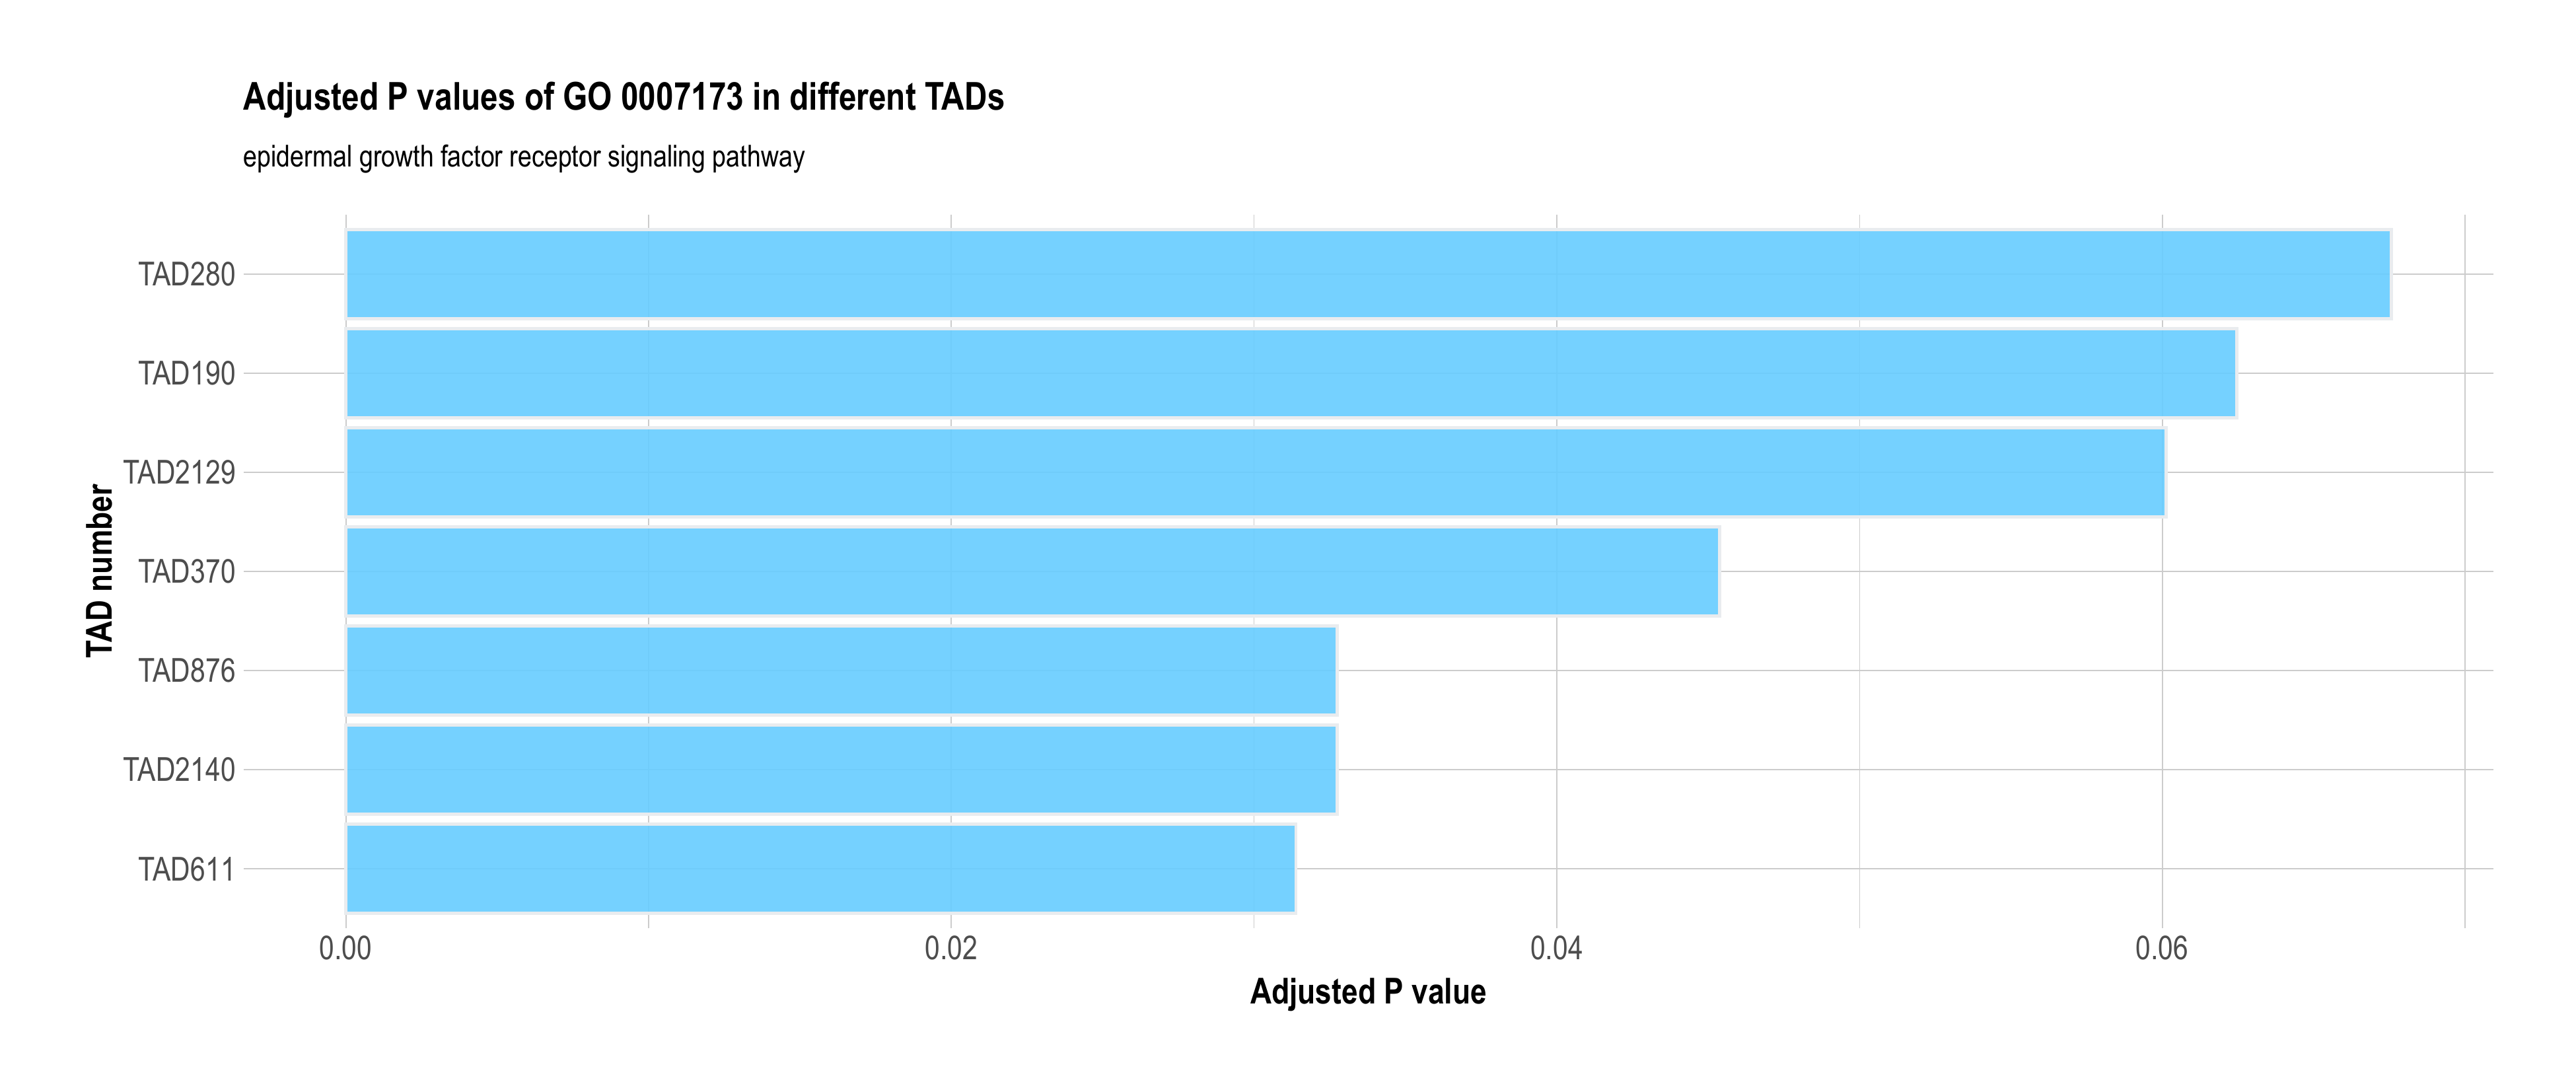 Adjusted P values of GO 0007173 in different TADs
epidermal growth factor receptor signaling pathway
TAD number
TAD280
TAD190
TAD2129
TAD370
TAD876
TAD2140
TAD611
0.00
0.02
0.04
0.06
Adjusted P value